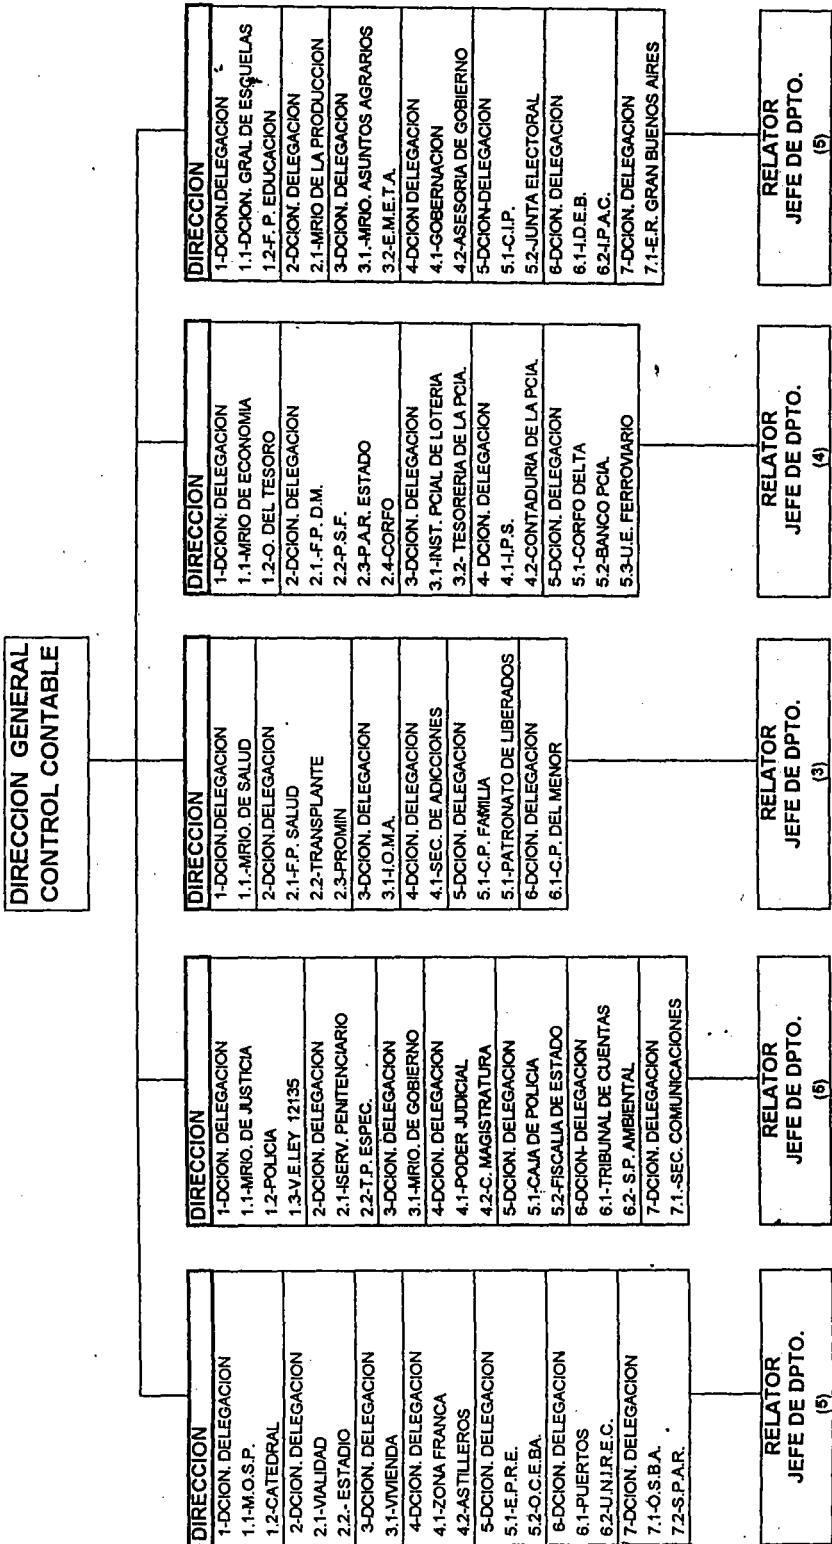 DIRECCION GENERAL
CONTROL CONTABLE
DIRECCION
1-DCION. DELEGACION
1.1-M.O.S.P.
1.2-CATEDRAL
2-DCION. DELEGACION
2.1-VIALIDAD
2.2.- ESTADIO
3-DCION. DELEGACION
3.1-VIVIENDA
4-DCION. DELEGACION
4.1-ZONA FRANCA
4.2-ASTILLEROS
5-DCION. DELEGACION
5.1-E.P.R.E.
5.2-O.C.E.BA.
6-DCION. DELEGACION
6.1-PUERTOS
6.2-U.N.I.R.E.C.
7-DCION. DELEGACION
7.1-O.S.B.A.
7.2-S.P.A.R.
RELATOR
JEFE DE DPTO.
(5)
DIRECCION
1-DCION. DELEGACION
1.1-MRIO. DE JUSTICIA
1.2-POLICIA
1.3-V.E.LEY 12135
2-DCION. DELEGACION
2.1-ISERV. PENITENCIARIO
2.2-T.P. ESPEC.
3-DCION. DELEGACION
3.1-MRIO. DE GOBIERNO
4-DCION. DELEGACION
4.1-PODER JUDICIAL
4.2-C. MAGISTRATURA
5-DCION. DELEGACION
5.1-CAJA DE POLICIA
5.2-FISCALIA DE ESTADO
6-DCION- DELEGACION
6.1-TRIBUNAL DE CUENTAS
6.2- S.P. AMBIENTAL
7-DCION. DELEGACION
7.1.-SEC. COMUNICACIONES
RELATOR
JEFE DE DPTO.
(5)
DIRECCION
1-DCION.DELEGACION
1.1.-MRIO. DE SALUD
2-DCION.DELEGACION
2.1-F.P. SALUD
2.2-TRANSPLANTE
2.3-PROMIN
3-DCION. DELEGACION
3.1-I.O.M.A.
4-DCION. DELEGACION
4.1-SEC. DE ADICCIONES
5-DCION. DELEGACION
5.1-C.P. FAMILIA
5.1-PATRONATO DE LIBERADOS
6-DCION. DELEGACION
6.1-C.P. DEL MENOR
RELATOR
JEFE DE DPTO.
(3)
DIRECCION
1-DCION: DELEGACION
1.1-MRIO DE ECONOMIA
1.2-O. DEL TESORO
2-DCION. DELEGACION
2.1.-F.P. D.M.
2.2-P.S.F.
2.3-P.A.R. ESTADO
2.4-CORFO
3-DCION. DELEGACION
3.1-INST. PCIAL DE LOTERIA
3.2- TESORERIA DE LA PCIA.
4- DCION. DELEGACION
4.1-I.P.S.
4.2-CONTADURIA DE LA PCIA.
5-DCION. DELEGACION
5.1-CORFO DELTA
5.2-BANCO PCIA.
5.3-U.E. FERROVIARIO
RELATOR
JEFE DE DPTO.
(4)
DIRECCION
1-DCION.DELEGACION
1.1-DCION. GRAL DE ESCUELAS
1.2-F. P. EDUCACION
2-DCION. DELEGACION
2.1-MRIO DE LA PRODUCCION
3-DCION. DELEGACION
3.1.-MRIO. ASUNTOS AGRARIOS
3.2-E.M.E.T.A.
4-DCION DELEGACION
4.1-GOBERNACION
4.2-ASESORIA DE GOBIERNO
5-DCION-DELEGACION
5.1-C.I.P.
5.2-JUNTA ELECTORAL
6-DCION. DELEGACION
6.1-I.D.E.B.
6.2-I.P.A.C.
7-DCION. DELEGACION
7.1-E.R. GRAN BUENOS AIRES
RELATOR
JEFE DE DPTO.
(5)